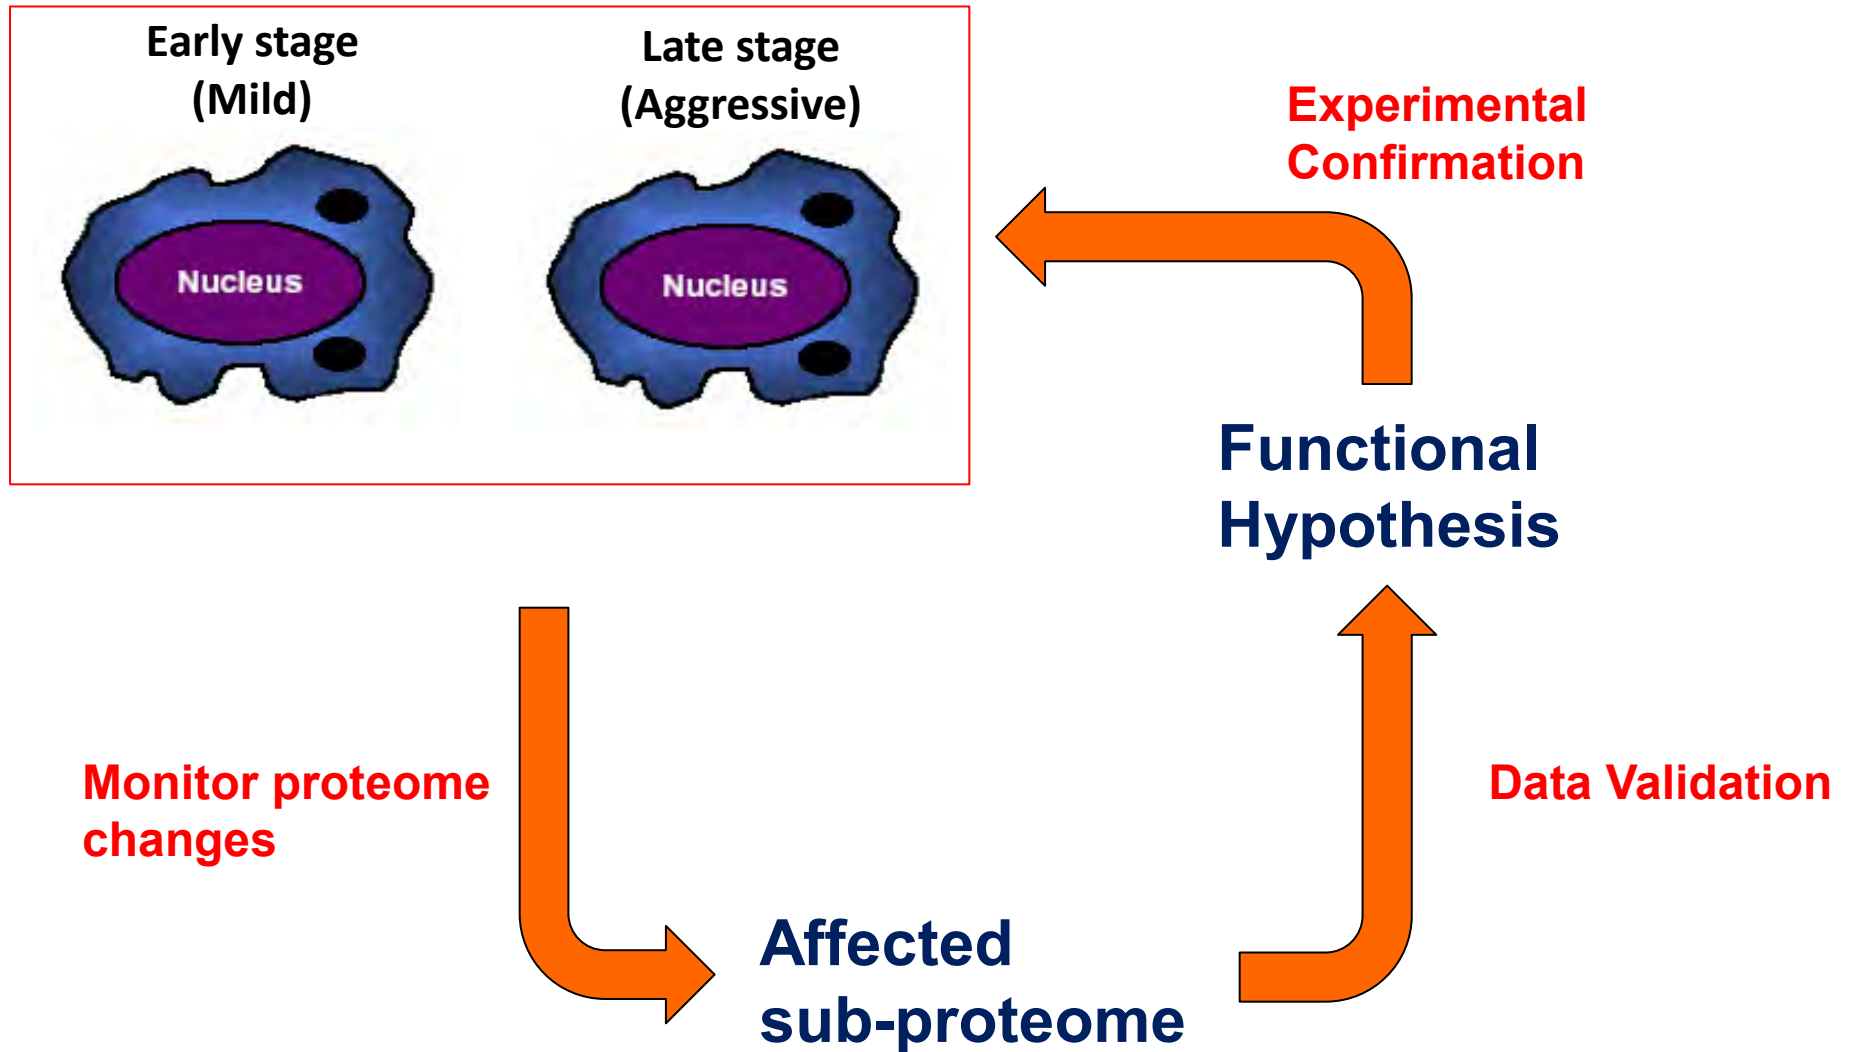 Early stage
(Mild)
Late stage
(Aggressive)
Nucleus
Nucleus
Experimental
Confirmation
Functional
Hypothesis
Monitor proteome
changes
Data Validation
Affected
sub-proteome